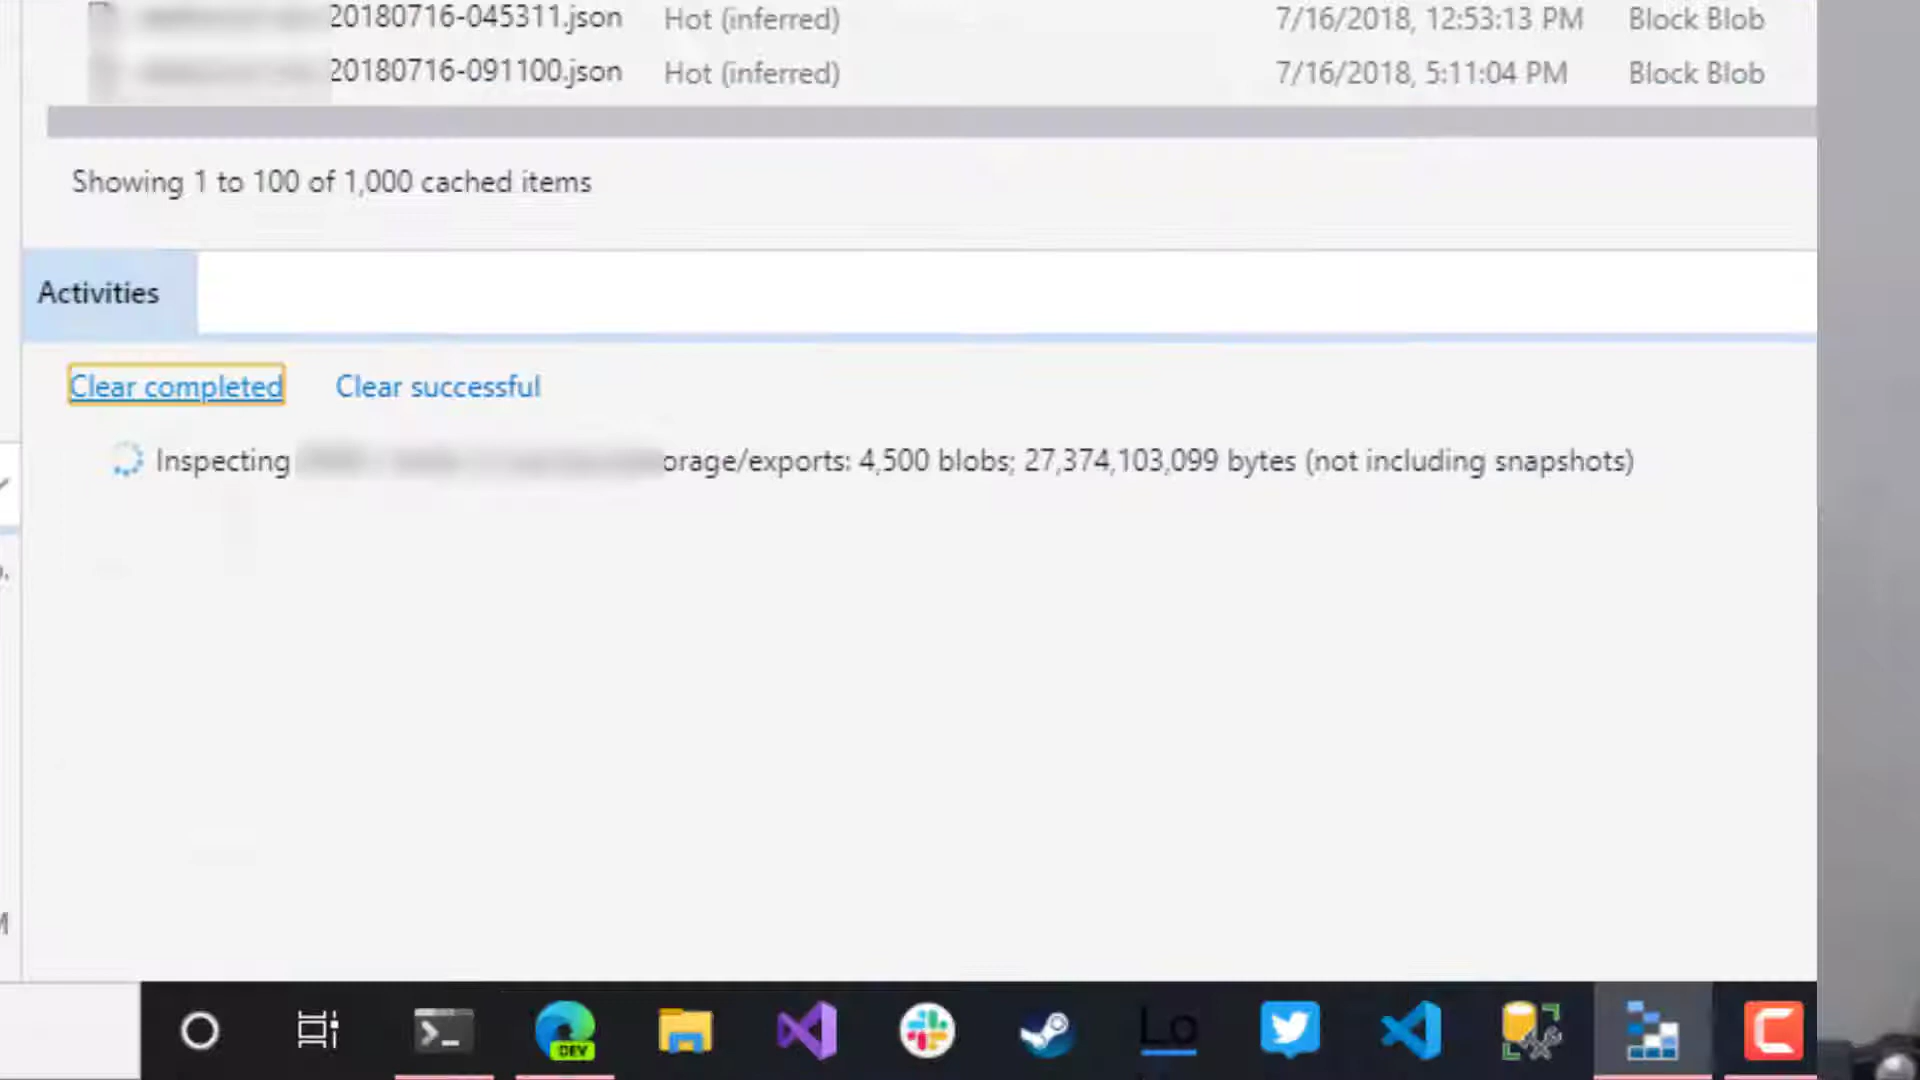 20180716-045311.json Hot (inferred) 7/16/2018, 12:53:13 PM Block Blob
20180716-091100.json Hot (inferred) 7/16/2018, 5:11:04 PM Block Blob
Showing 1 to 100 of 1,000 cached items
Activities
Clear completed Clear successful
Inspecting orage/exports: 4,500 blobs; 27,374,103,099 bytes (not including snapshots)
DEV
Lo